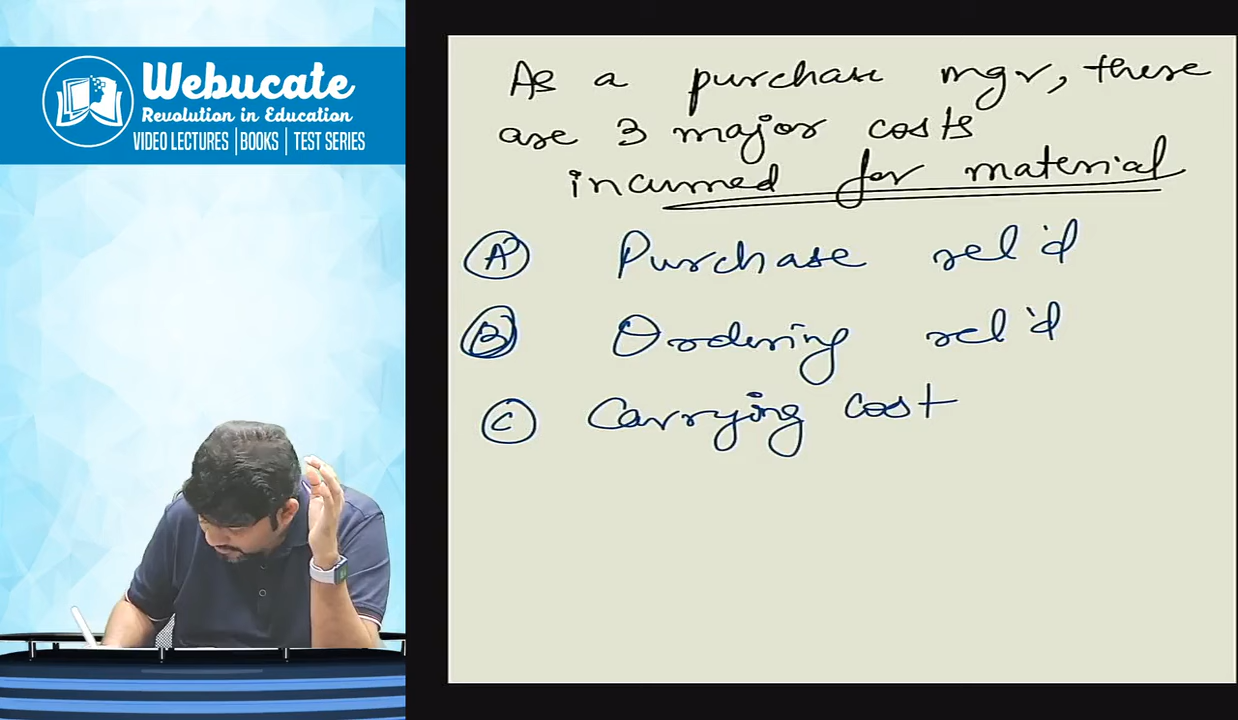 Webucate
Revolution in Education
VIDEO LECTURES | BOOKS | TEST SERIES
As a purchase mgr, these
are 3 major costs
incurred for material
(A) Purchase rel'd
(B) Ordering rel'd
(C) Carrying cost